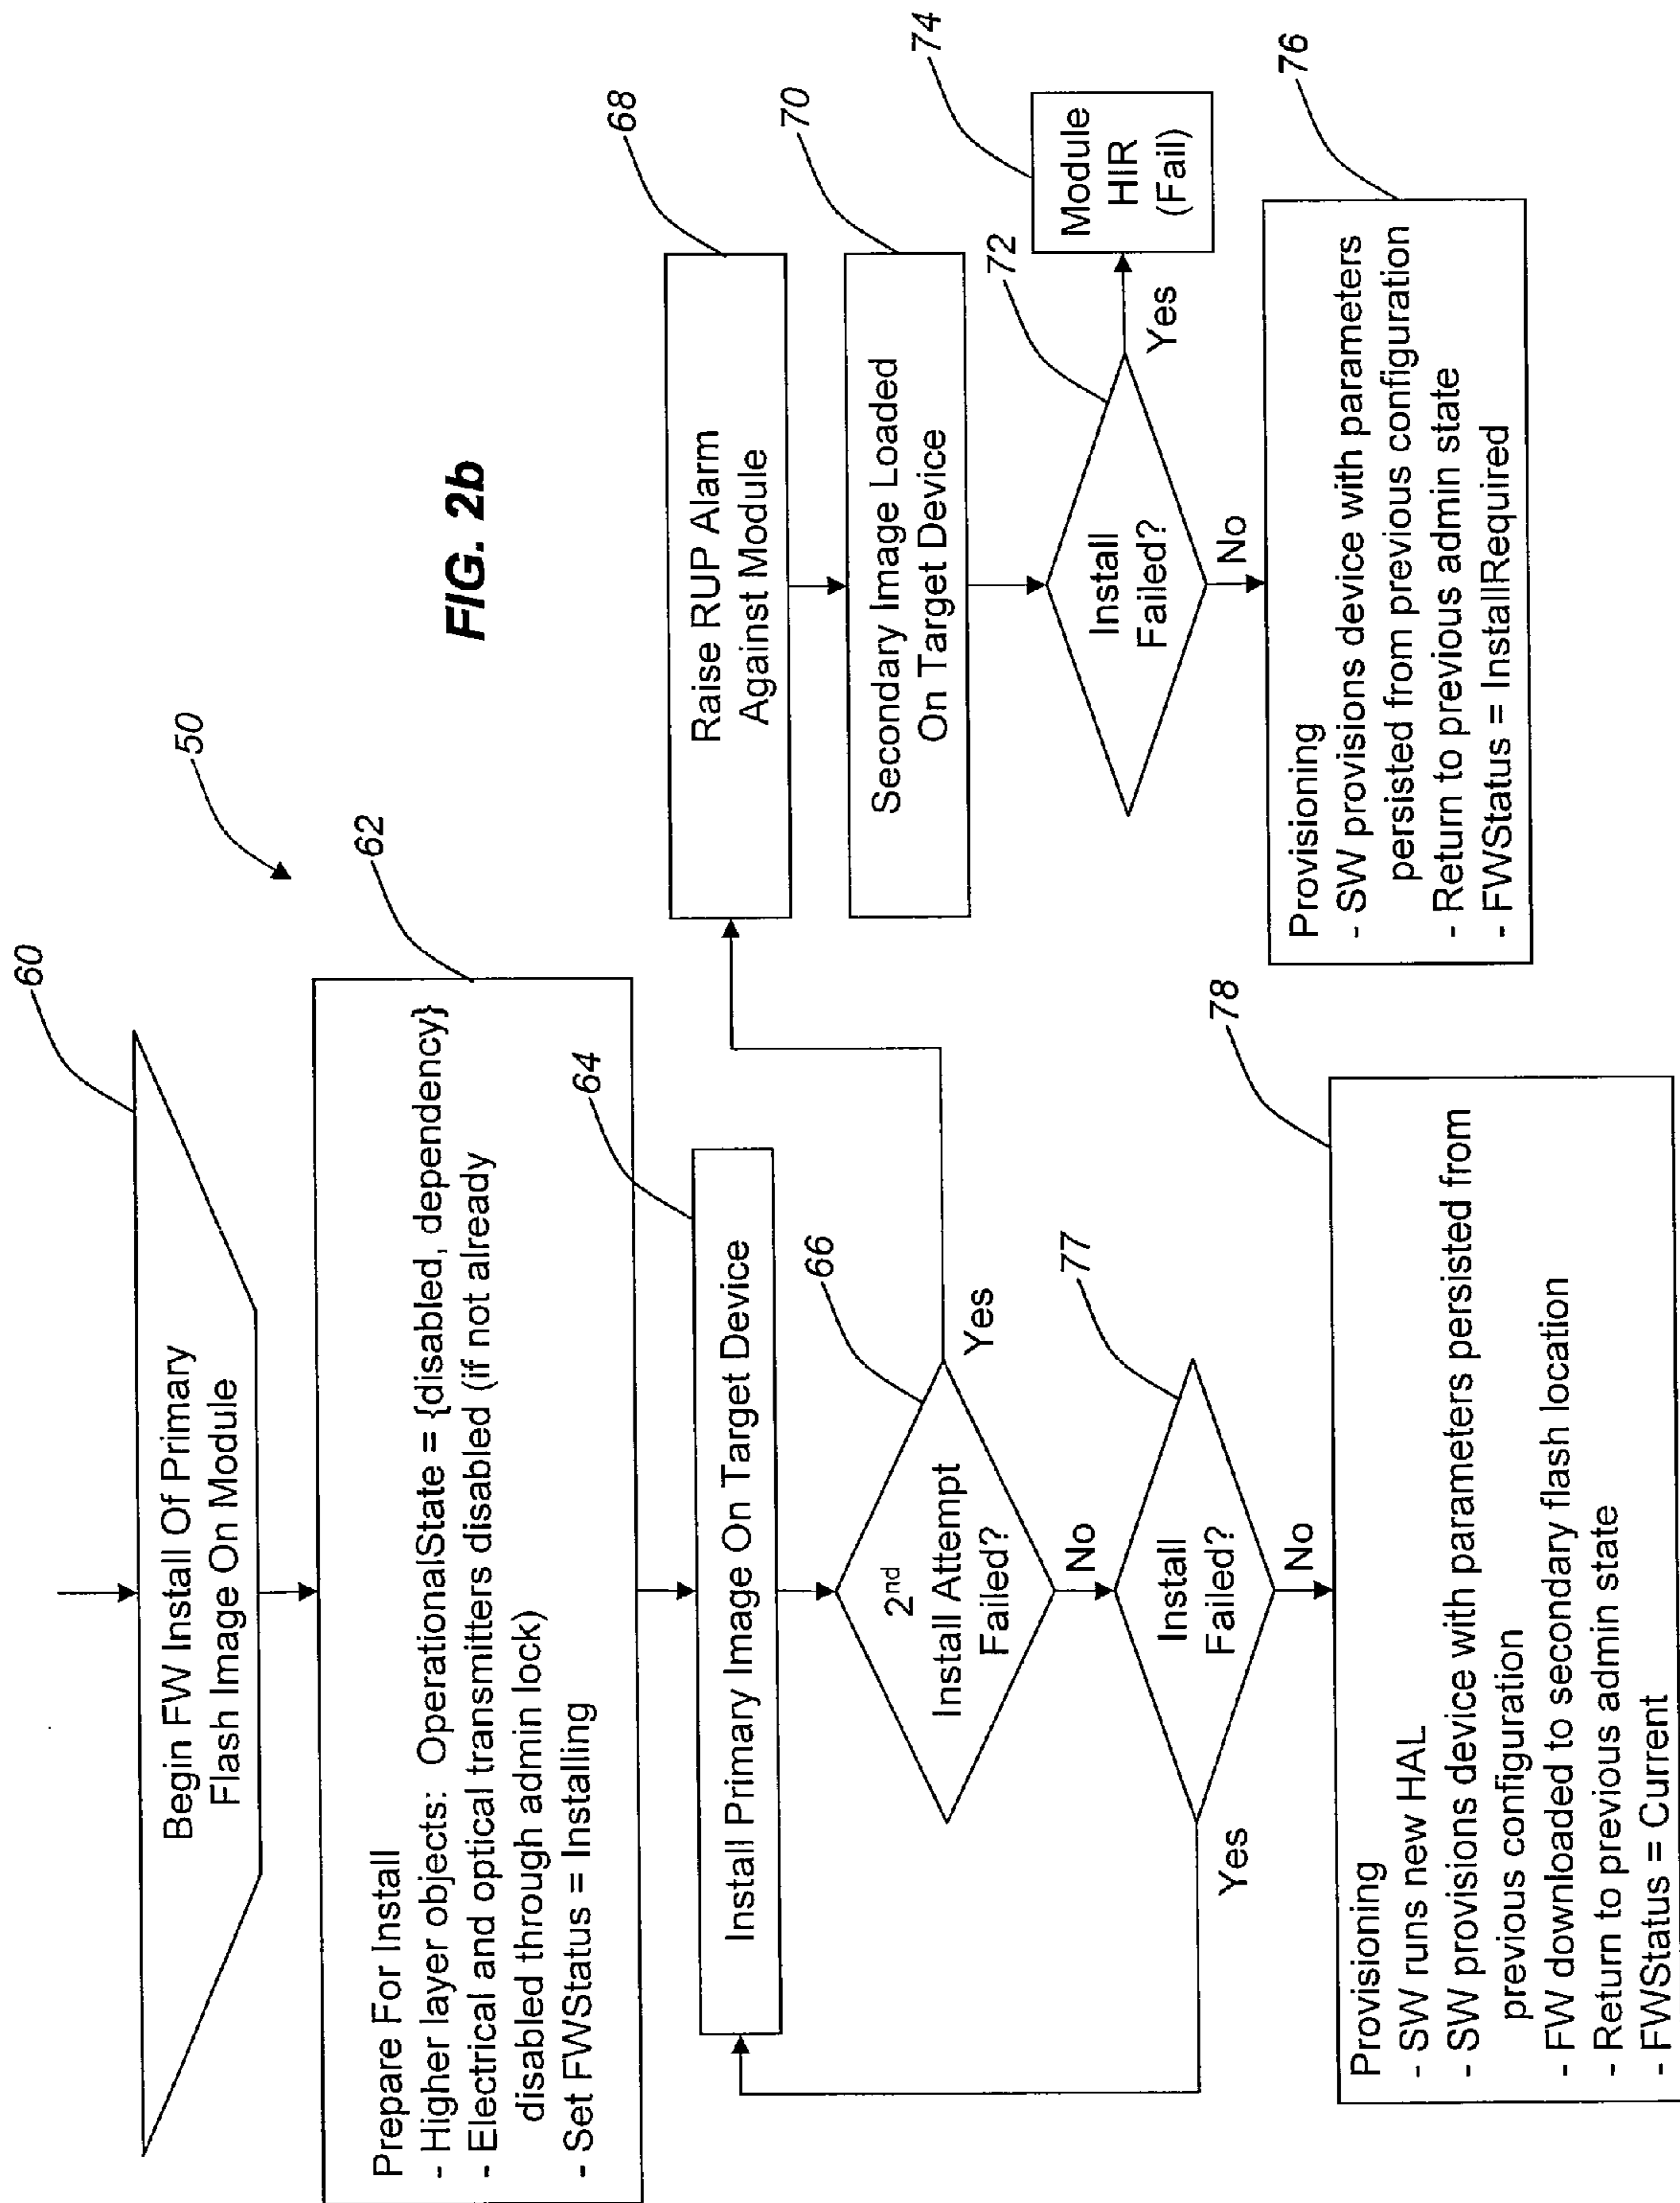 FIG. 2b
50
60
Begin FW Install Of Primary
Flash Image On Module
62
Prepare For Install
- Higher layer objects: OperationalState = {disabled, dependency}
- Electrical and optical transmitters disabled (if not already
disabled through admin lock)
- Set FWStatus = Installing
64
Install Primary Image On Target Device
66
2nd
Install Attempt
Failed?
Yes
No
77
Install
Failed?
Yes
No
78
Provisioning
- SW runs new HAL
- SW provisions device with parameters persisted from
previous configuration
- FW downloaded to secondary flash location
- Return to previous admin state
- FWStatus = Current
68
Raise RUP Alarm
Against Module
70
Secondary Image Loaded
On Target Device
72
Install
Failed?
Yes
No
74
Module
HIR
(Fail)
76
Provisioning
- SW provisions device with parameters
persisted from previous configuration
- Return to previous admin state
- FWStatus = InstallRequired